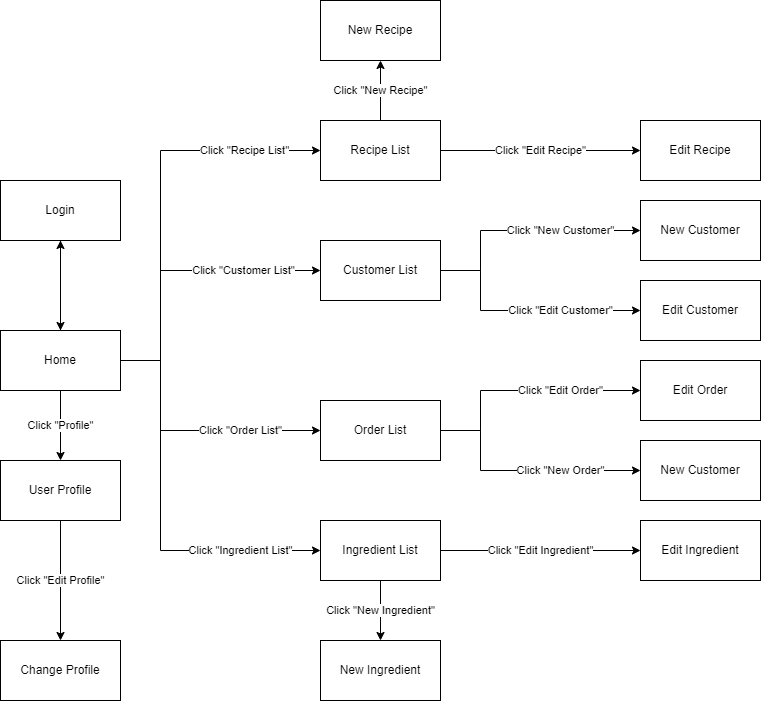 New Recipe
Click "New Recipe"
Click "Recipe List"
Recipe List
Click "Edit Recipe"
Edit Recipe
Login
Click "New Customer"
New Customer
Click "Customer List"
Customer List
Click "Edit Customer"
Edit Customer
Home
Click "Edit Order"
Edit Order
Click "Profile"
Click "Order List"
Order List
Click "New Order"
New Customer
User Profile
Click "Ingredient List"
Ingredient List
Click "Edit Ingredient"
Edit Ingredient
Click "Edit Profile"
Click "New Ingredient"
Change Profile
New Ingredient